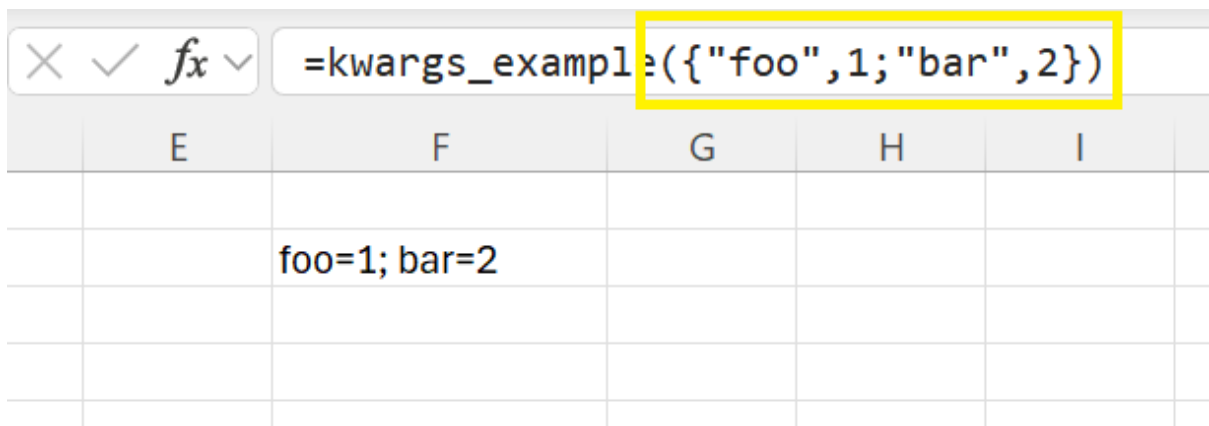 fx =kwargs_example({"foo",1;"bar",2})
E F G H I
foo=1; bar=2